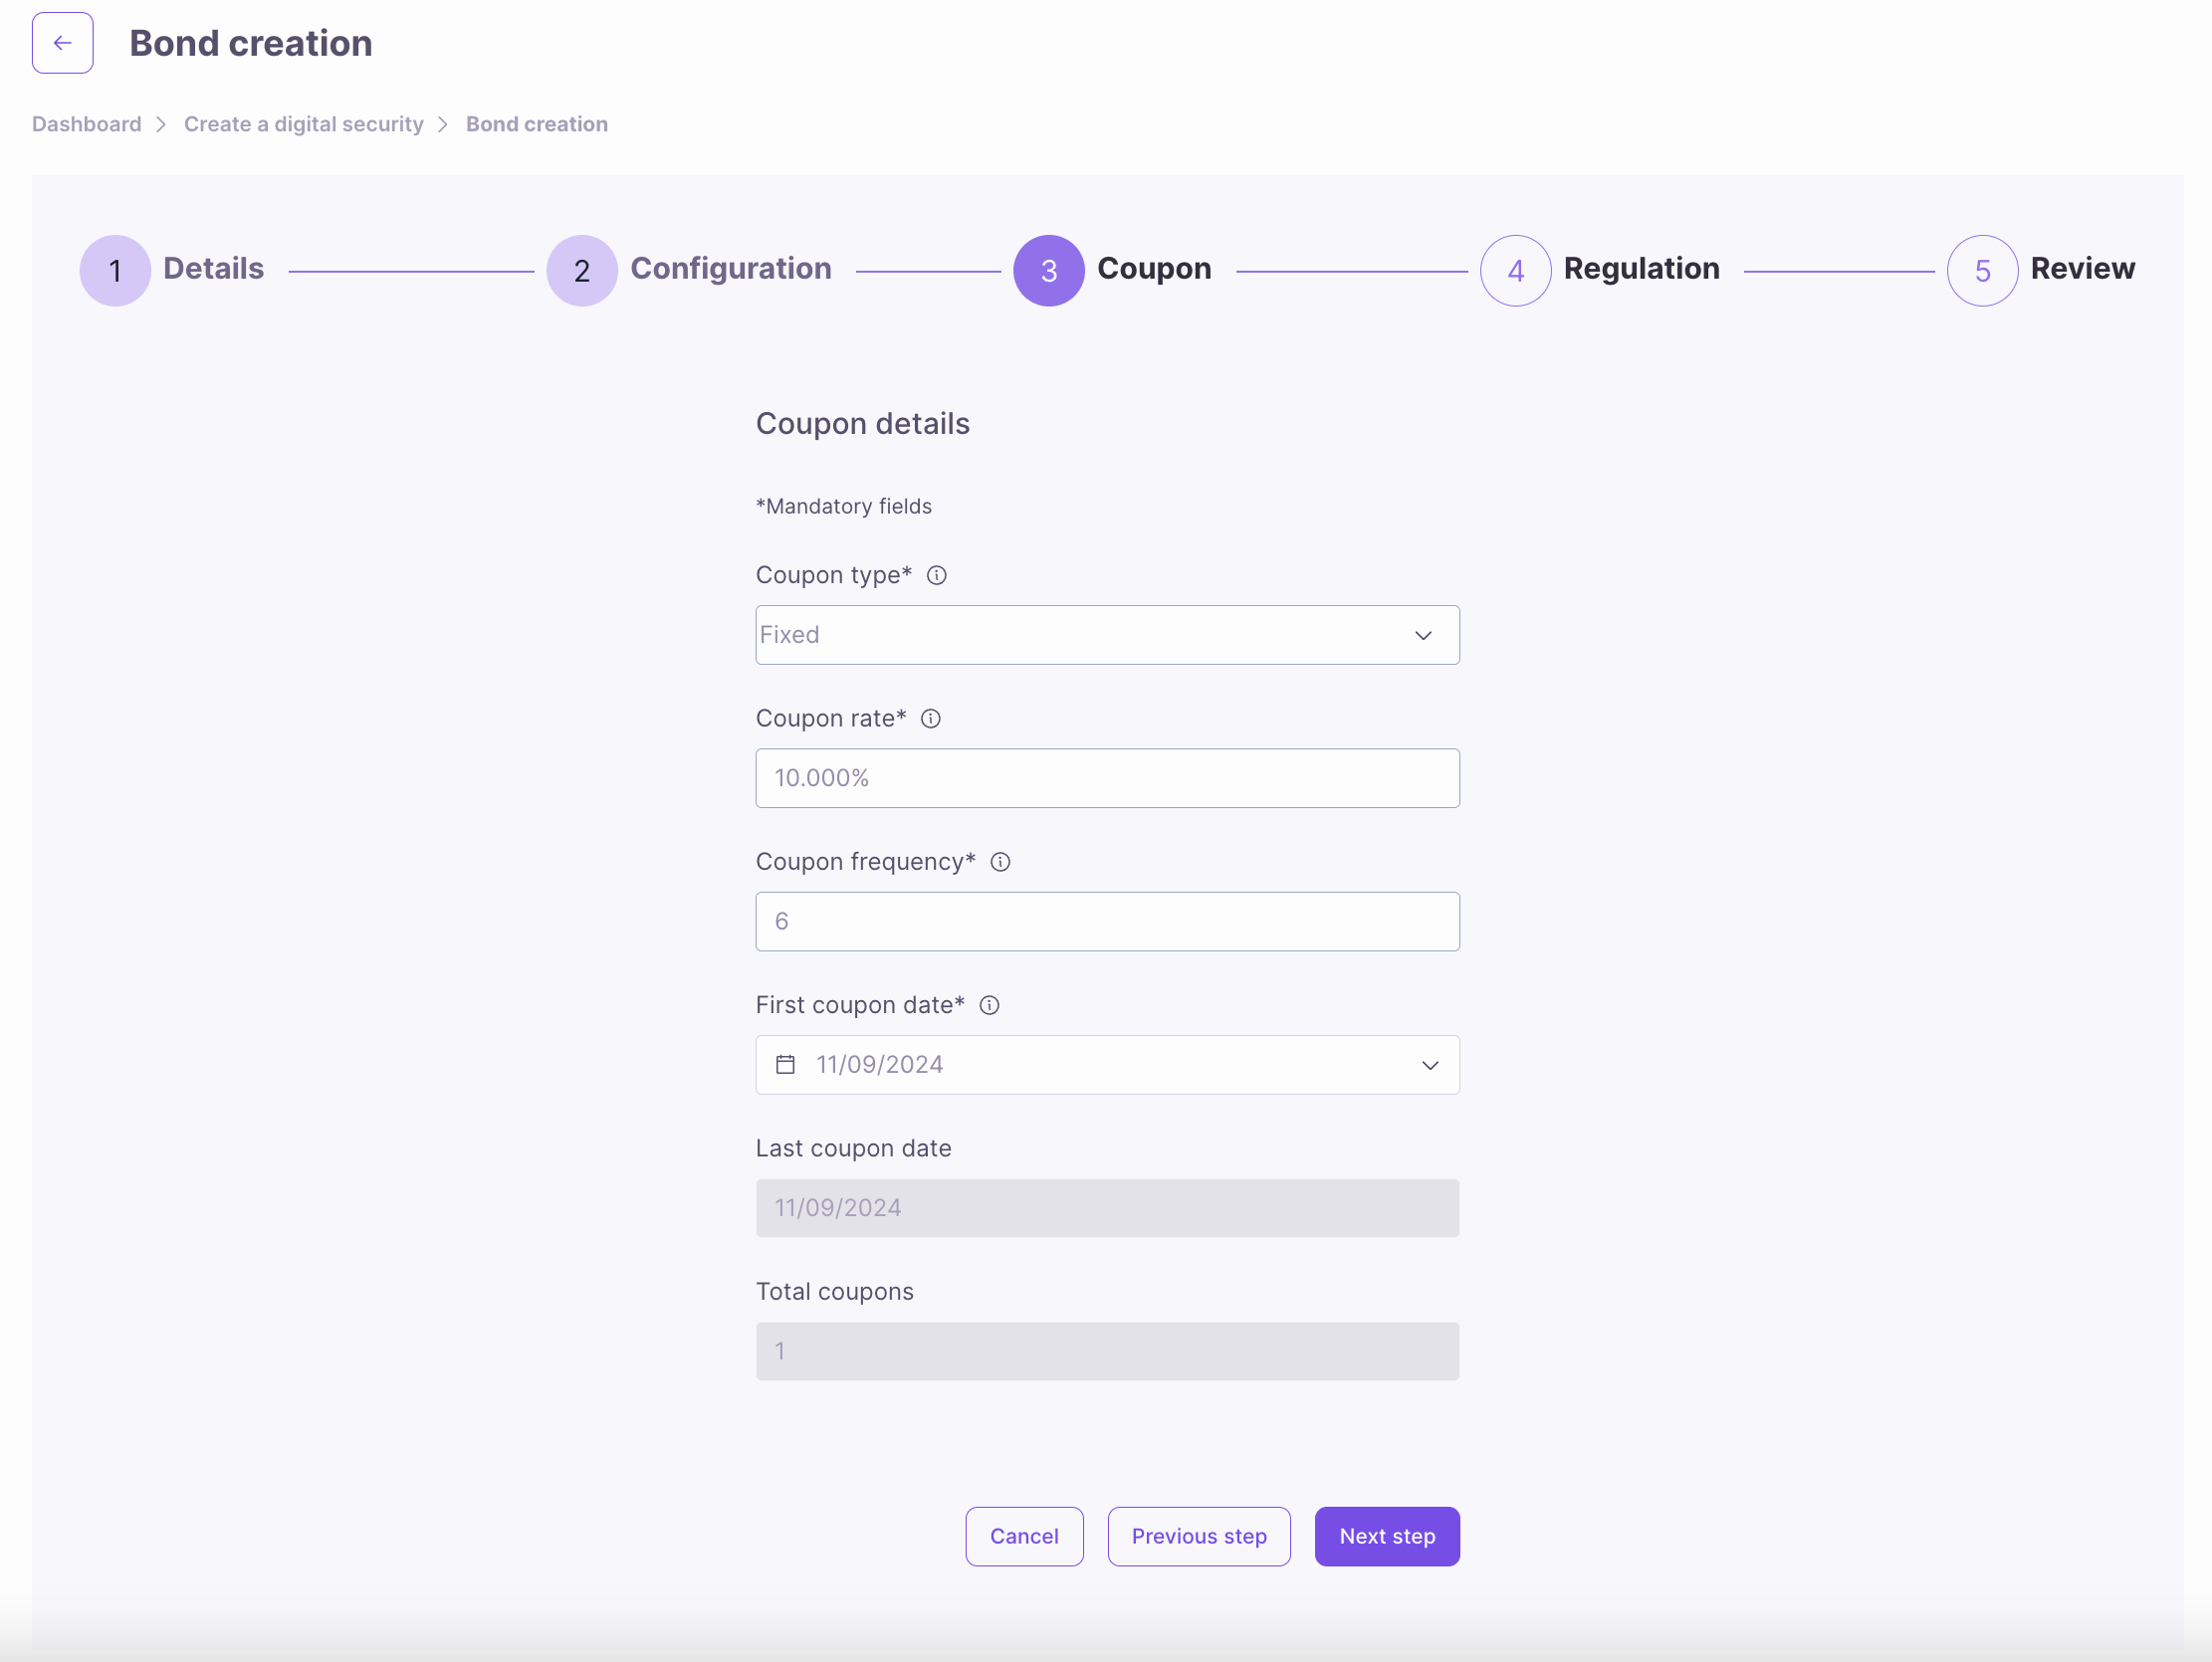 Bond creation
Dashboard > Create a digital security > Bond creation
1 Details 2 Configuration 3 Coupon 4 Regulation 5 Review
Coupon details
*Mandatory fields
Coupon type*
Fixed
Coupon rate*
10.000%
Coupon frequency*
6
First coupon date*
11/09/2024
Last coupon date
11/09/2024
Total coupons
1
Cancel Previous step Next step